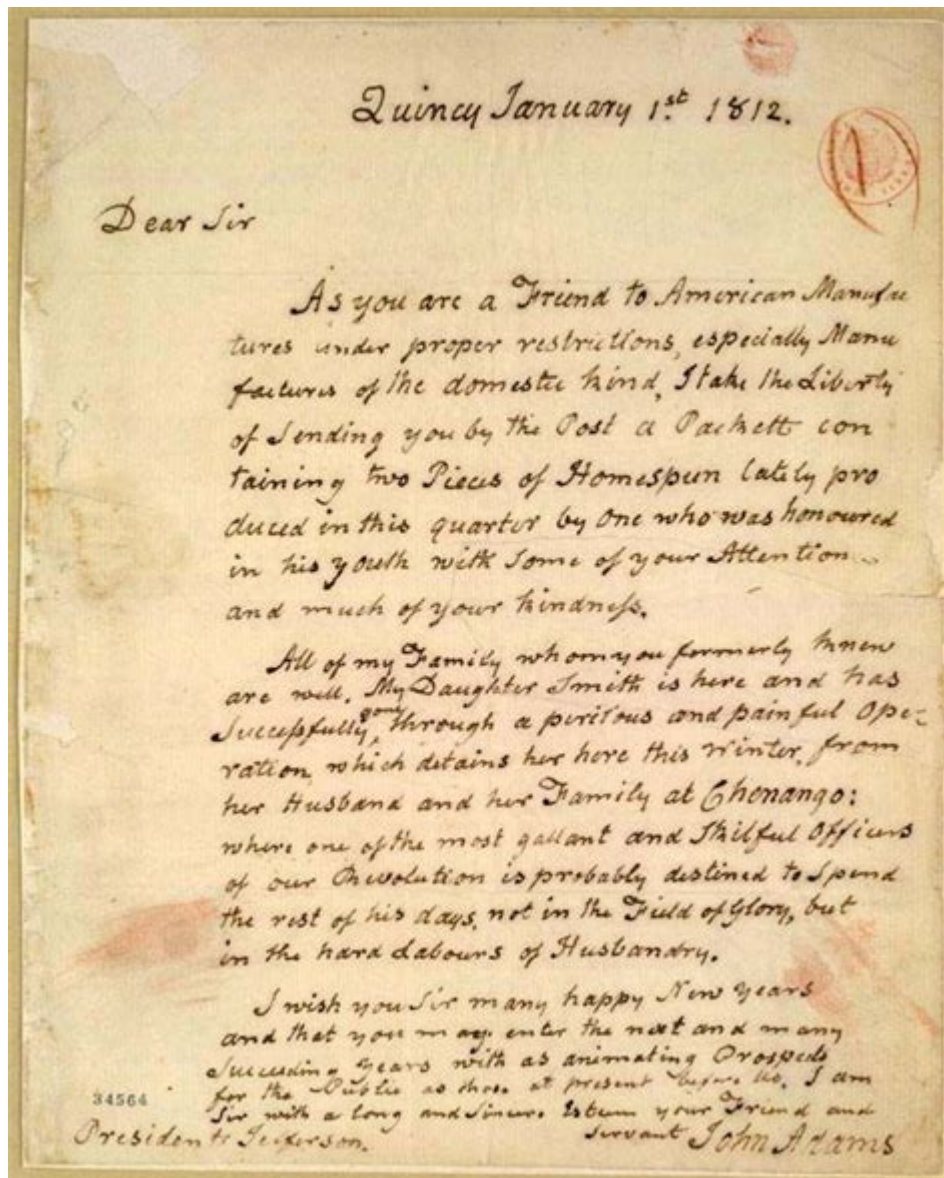 Quincy January 1st. 1812.
Dear Sir
As you are a Friend to American Manufac
tures under proper restrictions, especially Manu
factures of the domestic kind, I take the Liberty
of Sending you by the Post a Packett con
taining two Pieces of Homespun lately pro
duced in this quarter by One who was honoured
in his youth with Some of your Attention
and much of your kindneſs.
All of my Family whom you formerly knew
are well. My Daughter Smith is here and has
Succeſsfully gone through a perilous and painful Ope-
ration, which detains her here this Winter, from
her Husband and her Family at Chenango:
where one of the most gallant and Skilful Officers
of our Revolution is probably destined to Spend
the rest of his days, not in the Field of Glory, but
in the hard Labours of Husbandry.
I wish you Sir many happy New Years
and that you may enter the next and many
Succeeding years with as animating Prospects
for the Public as those at present before Us. I am
Sir with a long and Sincere Esteem your Friend and
34564
President Jefferson. Servant John Adams